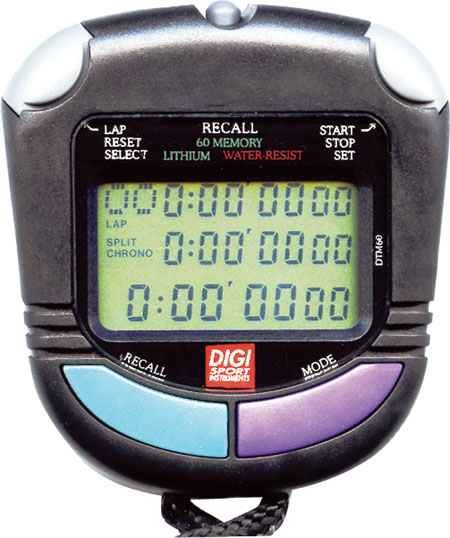 LAP RECALL START
RESET 60 MEMORY STOP
SELECT LITHIUM WATER-RESIST SET
00 0:00'0000
LAP
SPLIT 0:00'0000
CHRONO
0:00'0000
DTM60
RECALL MODE
DIGI
SPORT
INSTRUMENTS